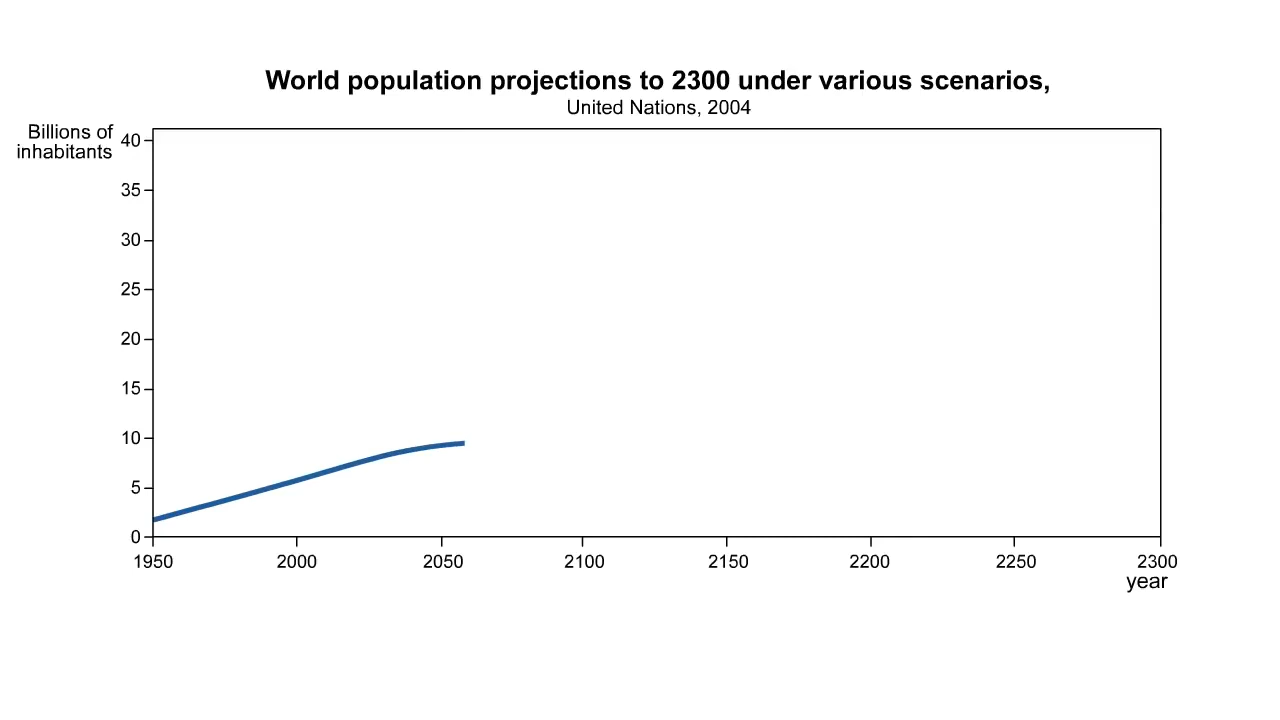 World population projections to 2300 under various scenarios,
United Nations, 2004
Billions of
inhabitants
40
35
30
25
20
15
10
5
0
1950 2000 2050 2100 2150 2200 2250 2300
year